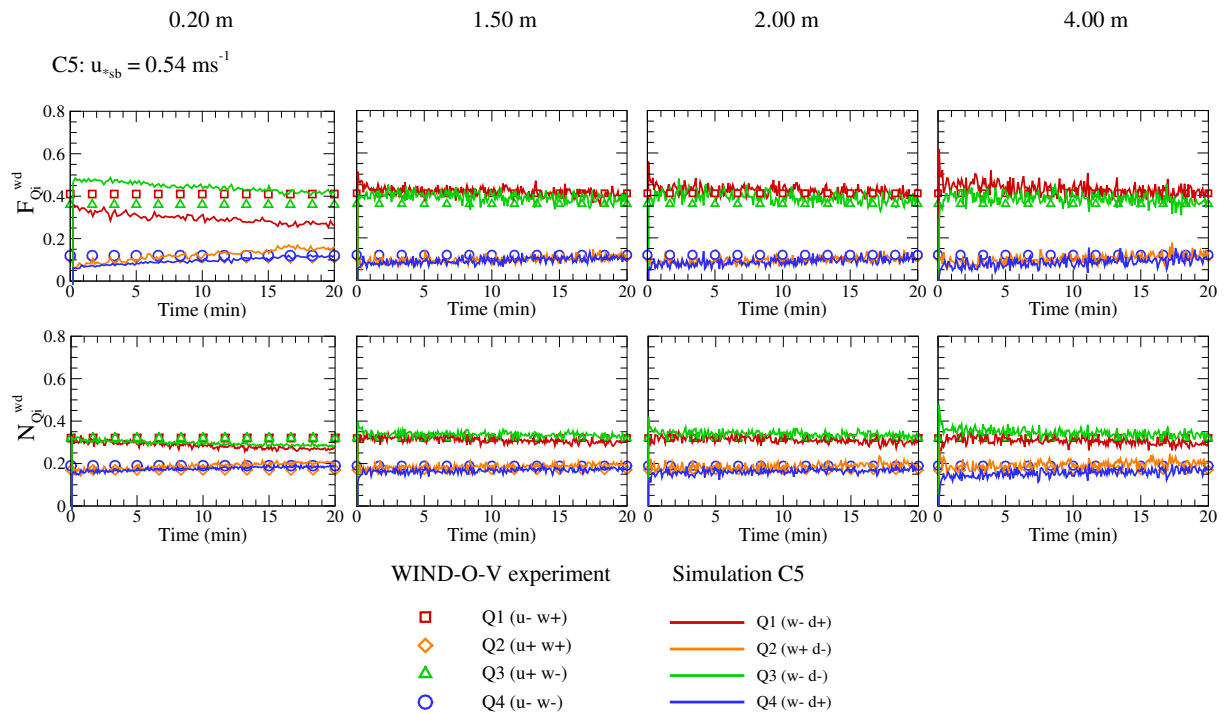 0.20 m 1.50 m 2.00 m 4.00 m
C5: u*sb = 0.54 ms-1
FQi wd
0.8
0.6
0.4
0.2
0
0 5 10 15 20 0 5 10 15 20 0 5 10 15 20 0 5 10 15 20
Time (min) Time (min) Time (min) Time (min)
NQi wd
0.8
0.6
0.4
0.2
0
0 5 10 15 20 0 5 10 15 20 0 5 10 15 20 0 5 10 15 20
Time (min) Time (min) Time (min) Time (min)
WIND-O-V experiment Simulation C5
Q1 (u- w+) Q1 (w- d+)
Q2 (u+ w+) Q2 (w+ d-)
Q3 (u+ w-) Q3 (w- d-)
Q4 (u- w-) Q4 (w- d+)